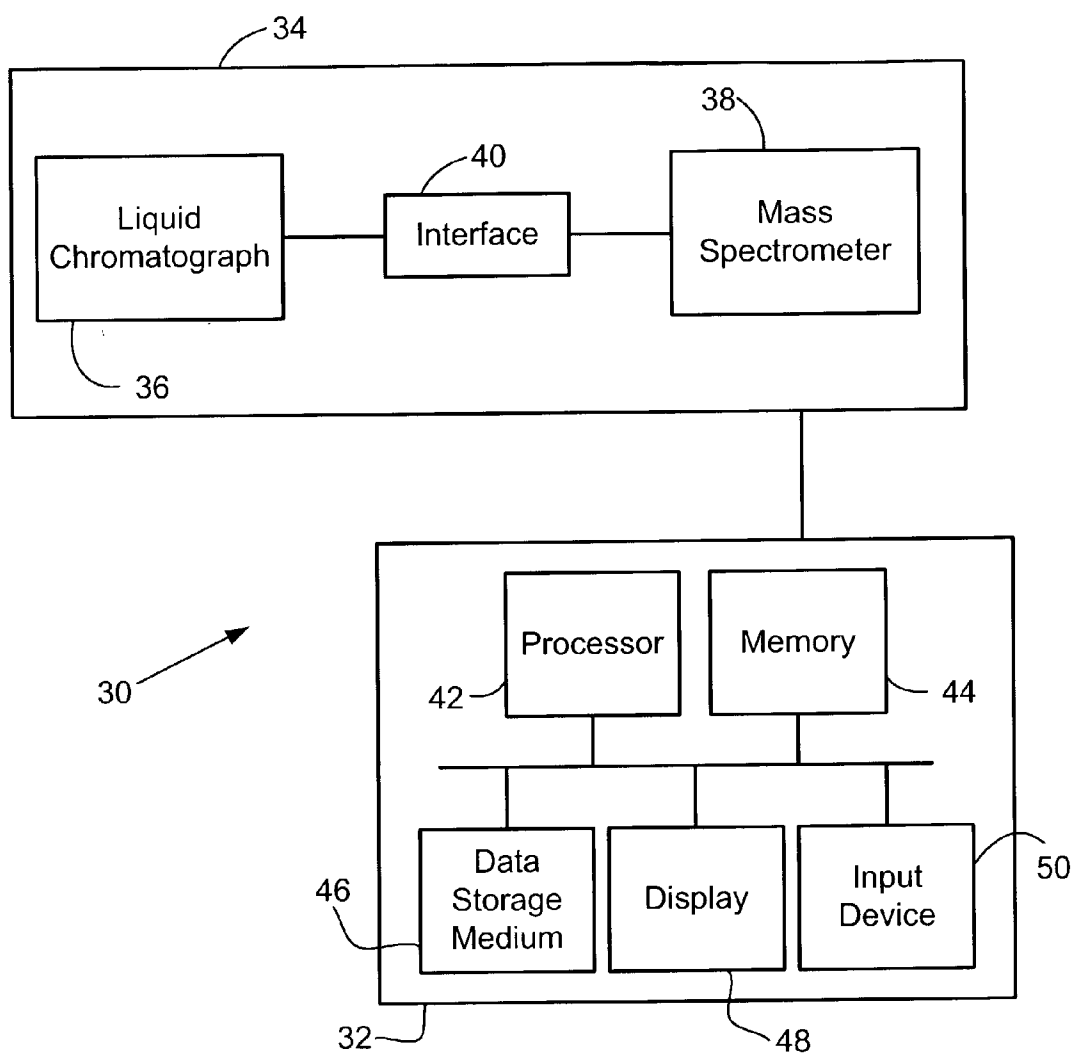 34
38
40
Liquid
Chromatograph
Interface
Mass
Spectrometer
36
Processor
Memory
30
42
44
Data
Storage
Medium
Display
Input
Device
50
46
32
48